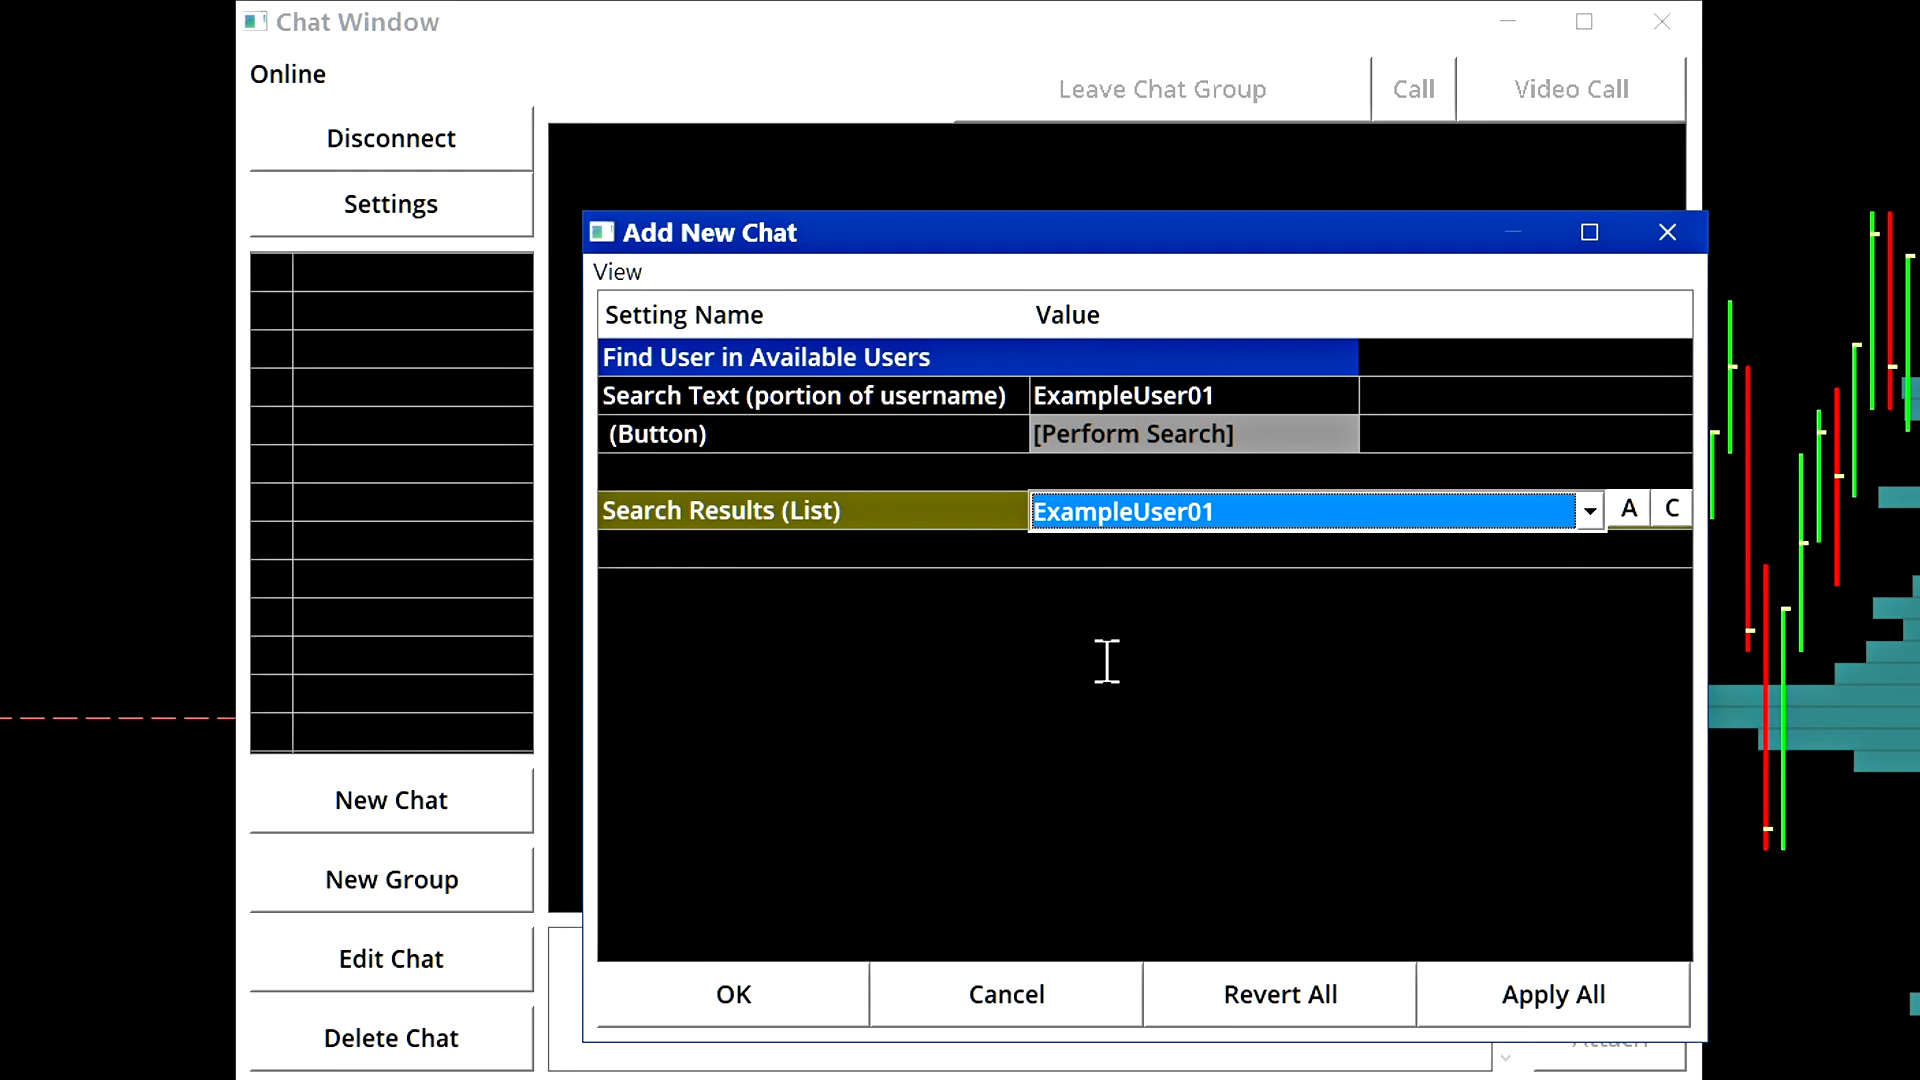 Chat Window
Online
Leave Chat Group
Call
Video Call
Disconnect
Settings
Add New Chat
View
Setting Name Value
Find User in Available Users
Search Text (portion of username) ExampleUser01
(Button) [Perform Search]
Search Results (List) ExampleUser01 A C
New Chat
New Group
Edit Chat
Delete Chat
OK
Cancel
Revert All
Apply All